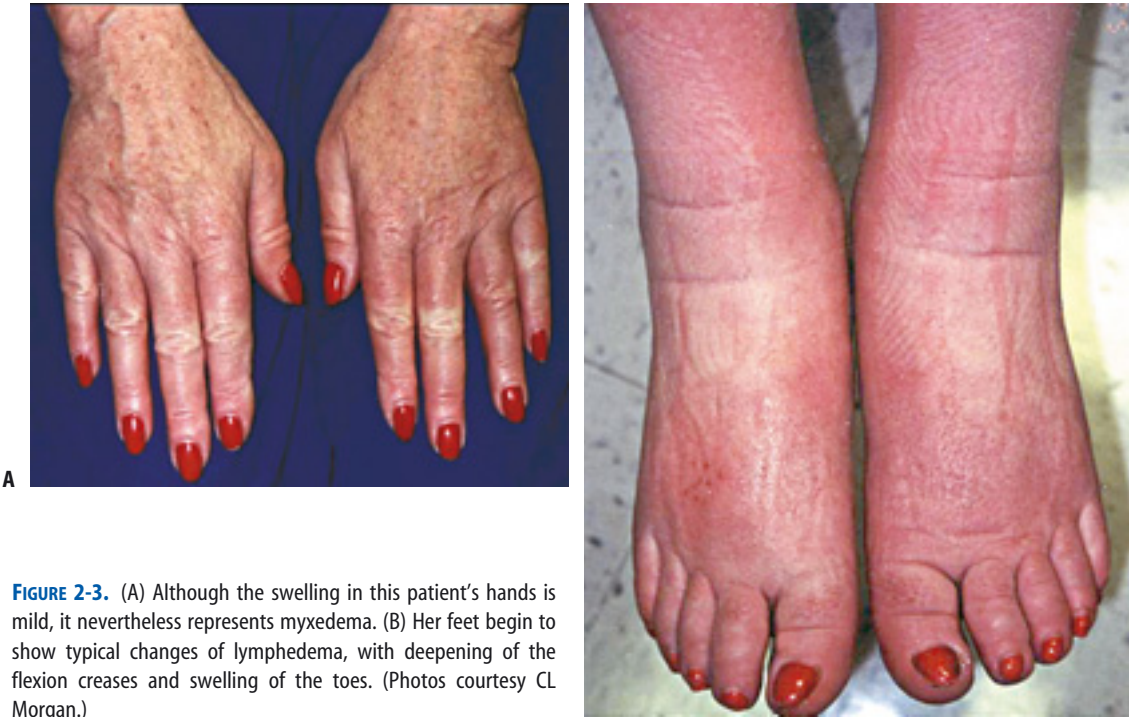 A
FIGURE 2-3. (A) Although the swelling in this patient's hands is
mild, it nevertheless represents myxedema. (B) Her feet begin to
show typical changes of lymphedema, with deepening of the
flexion creases and swelling of the toes. (Photos courtesy CL
Morgan.)